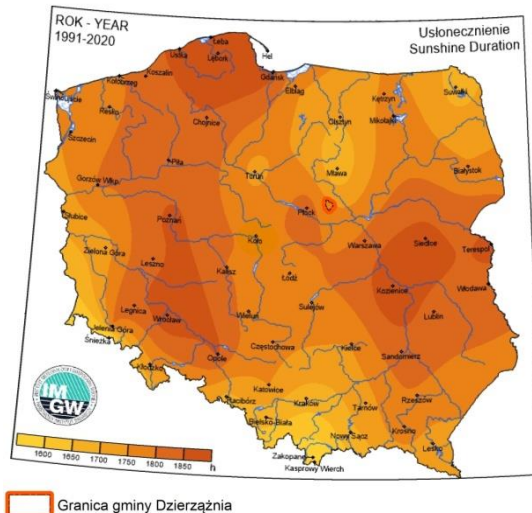 ROK - YEAR
1991-2020
Usłonecznienie
Sunshine Duration
Łeba
Hel
Ustka
Lębork
Koszalin
Gdańsk
Kołobrzeg
Elbląg
Kętrzyn
Suwałki
Świnoujście
Resko
Chojnice
Olsztyn
Mikołajki
Szczecin
Piła
Toruń
Mława
Białystok
Gorzów Wlkp.
Płock
Słubice
Poznań
Koło
Warszawa
Siedlce
Terespol
Zielona Góra
Leszno
Kalisz
Łódź
Kozienice
Włodawa
Legnica
Wrocław
Wieluń
Sulejów
Lublin
Jelenia Góra
Śnieżka
Częstochowa
Kielce
Sandomierz
Kłodzko
Opole
Katowice
Racibórz
Kraków
Tarnów
Rzeszów
Bielsko-Biała
Nowy Sącz
Krosno
Lesko
Zakopane
Kasprowy Wierch
IM
GW
1600 1650 1700 1750 1800 1850 h
Granica gminy Dzierzążnia